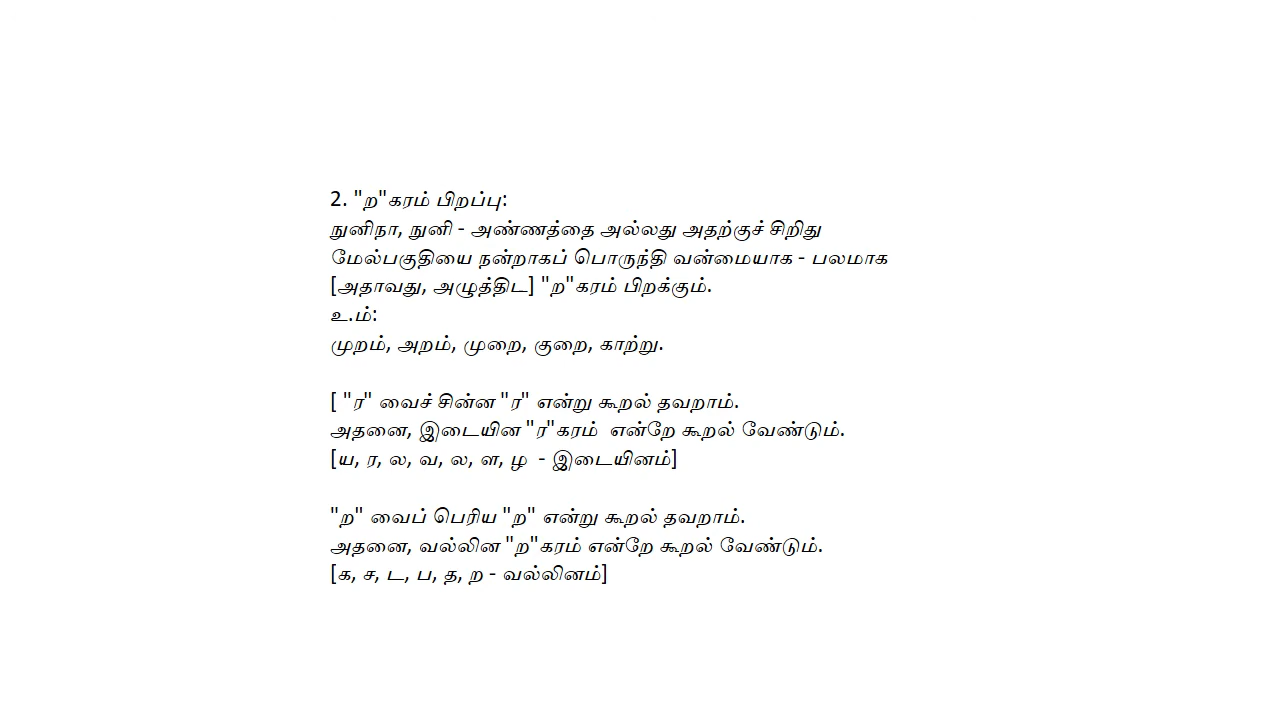 2. "ற"கரம் பிறப்பு:
நுனிநா, நுனி - அண்ணத்தை அல்லது அதற்குச் சிறிது
மேல்பகுதியை நன்றாகப் பொருந்தி வன்மையாக - பலமாக
[அதாவது, அழுத்திட] "ற"கரம் பிறக்கும்.
உ.ம்:
முறம், அறம், முறை, குறை, காற்று.
[ "ர" வைச் சின்ன "ர" என்று கூறல் தவறாம்.
அதனை, இடையின "ர"கரம் என்றே கூறல் வேண்டும்.
[ய, ர, ல, வ, ல, ள, ழ - இடையினம்]
"ற" வைப் பெரிய "ற" என்று கூறல் தவறாம்.
அதனை, வல்லின "ற"கரம் என்றே கூறல் வேண்டும்.
[க, ச, ட, ப, த, ற - வல்லினம்]